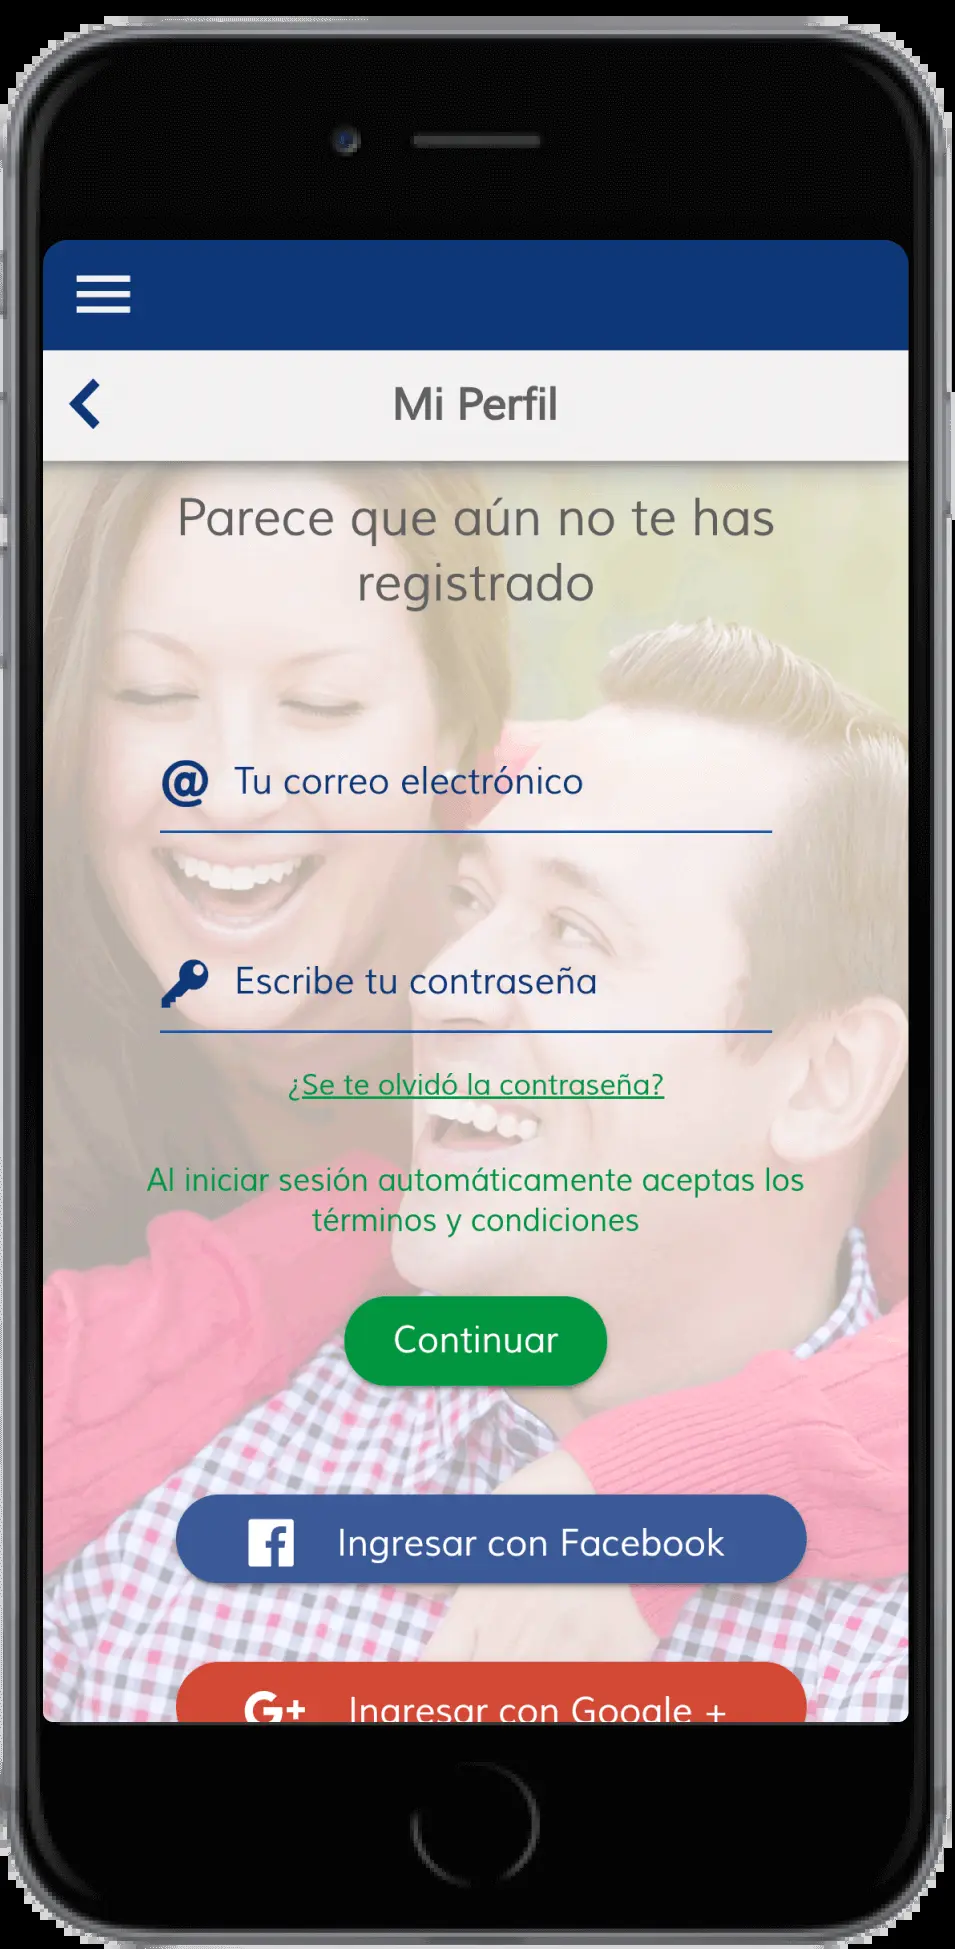 Mi Perfil
Parece que aún no te has
registrado
@ Tu correo electrónico
Escribe tu contraseña
¿Se te olvidó la contraseña?
Al iniciar sesión automáticamente aceptas los
términos y condiciones
Continuar
f Ingresar con Facebook
G+ Ingresar con Google +